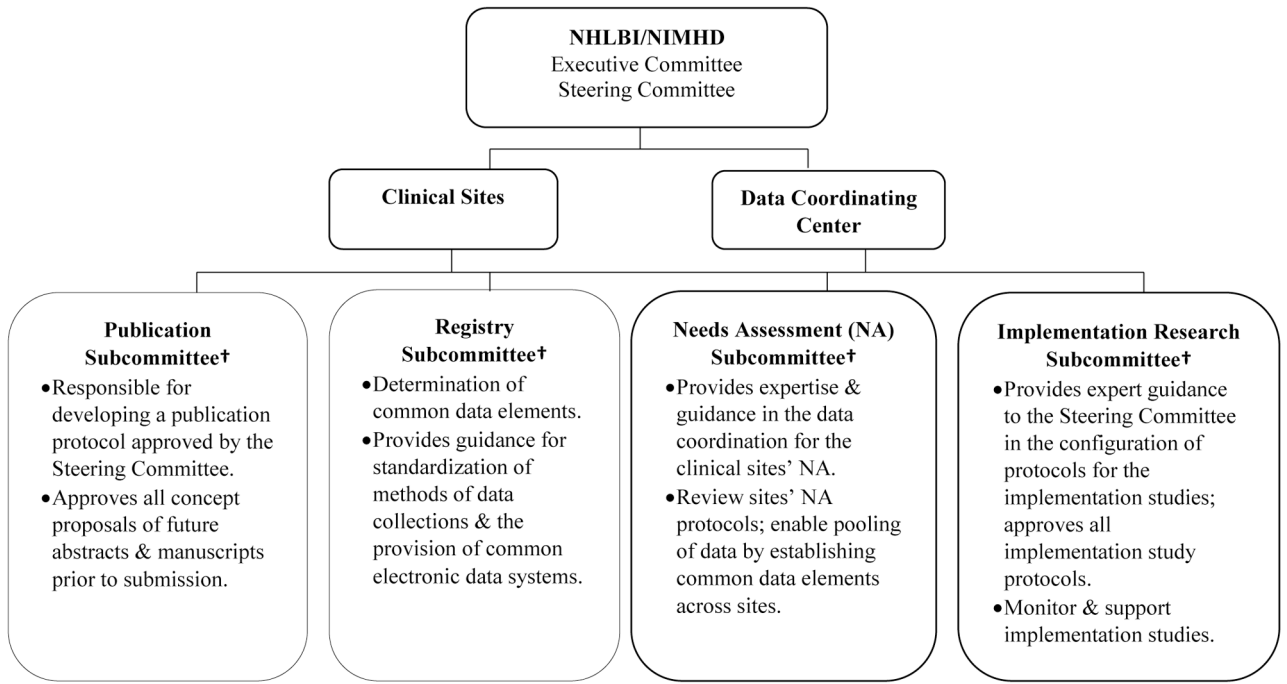 NHLBI/NIMHD
Executive Committee
Steering Committee
Clinical Sites
Data Coordinating
Center
Publication
Subcommittee†
•Responsible for
developing a publication
protocol approved by the
Steering Committee.
•Approves all concept
proposals of future
abstracts & manuscripts
prior to submission.
Registry
Subcommittee†
•Determination of
common data elements.
•Provides guidance for
standardization of
methods of data
collections & the
provision of common
electronic data systems.
Needs Assessment (NA)
Subcommittee†
•Provides expertise &
guidance in the data
coordination for the
clinical sites’ NA.
•Review sites’ NA
protocols; enable pooling
of data by establishing
common data elements
across sites.
Implementation Research
Subcommittee†
•Provides expert guidance
to the Steering Committee
in the configuration of
protocols for the
implementation studies;
approves all
implementation study
protocols.
•Monitor & support
implementation studies.